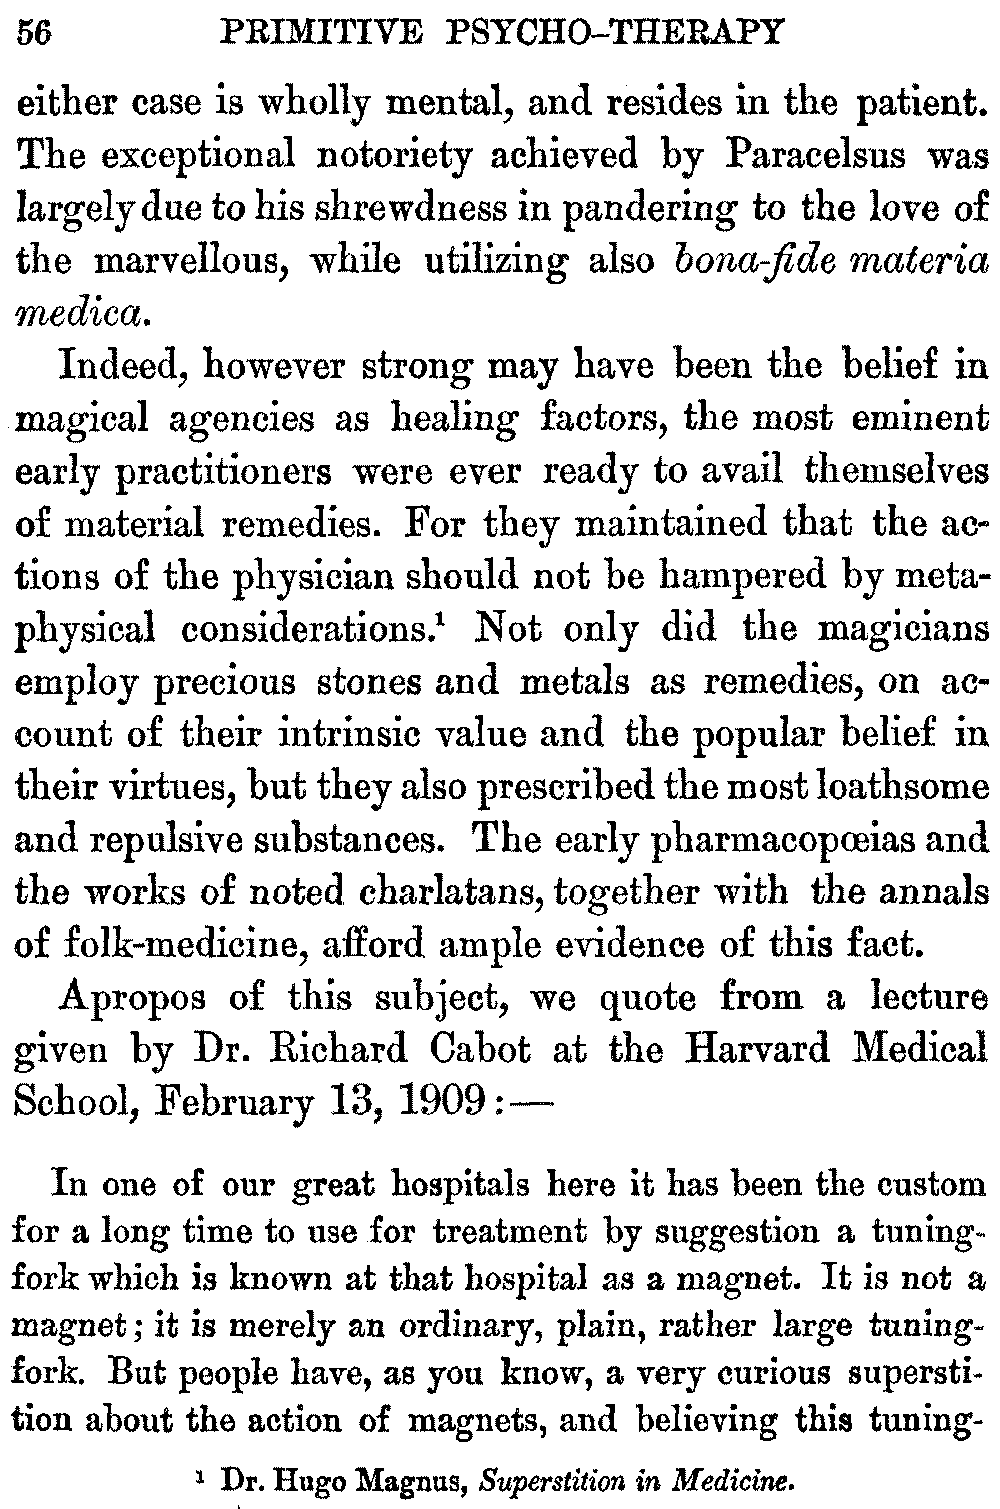 56 PRIMITIVE PSYCHO-THERAPY
either case is wholly mental, and resides in the patient.
The exceptional notoriety achieved by Paracelsus was
largely due to his shrewdness in pandering to the love of
the marvellous, while utilizing also bona-fide materia
medica.
Indeed, however strong may have been the belief in
magical agencies as healing factors, the most eminent
early practitioners were ever ready to avail themselves
of material remedies. For they maintained that the ac-
tions of the physician should not be hampered by meta-
physical considerations.¹ Not only did the magicians
employ precious stones and metals as remedies, on ac-
count of their intrinsic value and the popular belief in
their virtues, but they also prescribed the most loathsome
and repulsive substances. The early pharmacopœias and
the works of noted charlatans, together with the annals
of folk-medicine, afford ample evidence of this fact.
Apropos of this subject, we quote from a lecture
given by Dr. Richard Cabot at the Harvard Medical
School, February 13, 1909:—
In one of our great hospitals here it has been the custom
for a long time to use for treatment by suggestion a tuning-
fork which is known at that hospital as a magnet. It is not a
magnet; it is merely an ordinary, plain, rather large tuning-
fork. But people have, as you know, a very curious supersti-
tion about the action of magnets, and believing this tuning-
¹ Dr. Hugo Magnus, Superstition in Medicine.